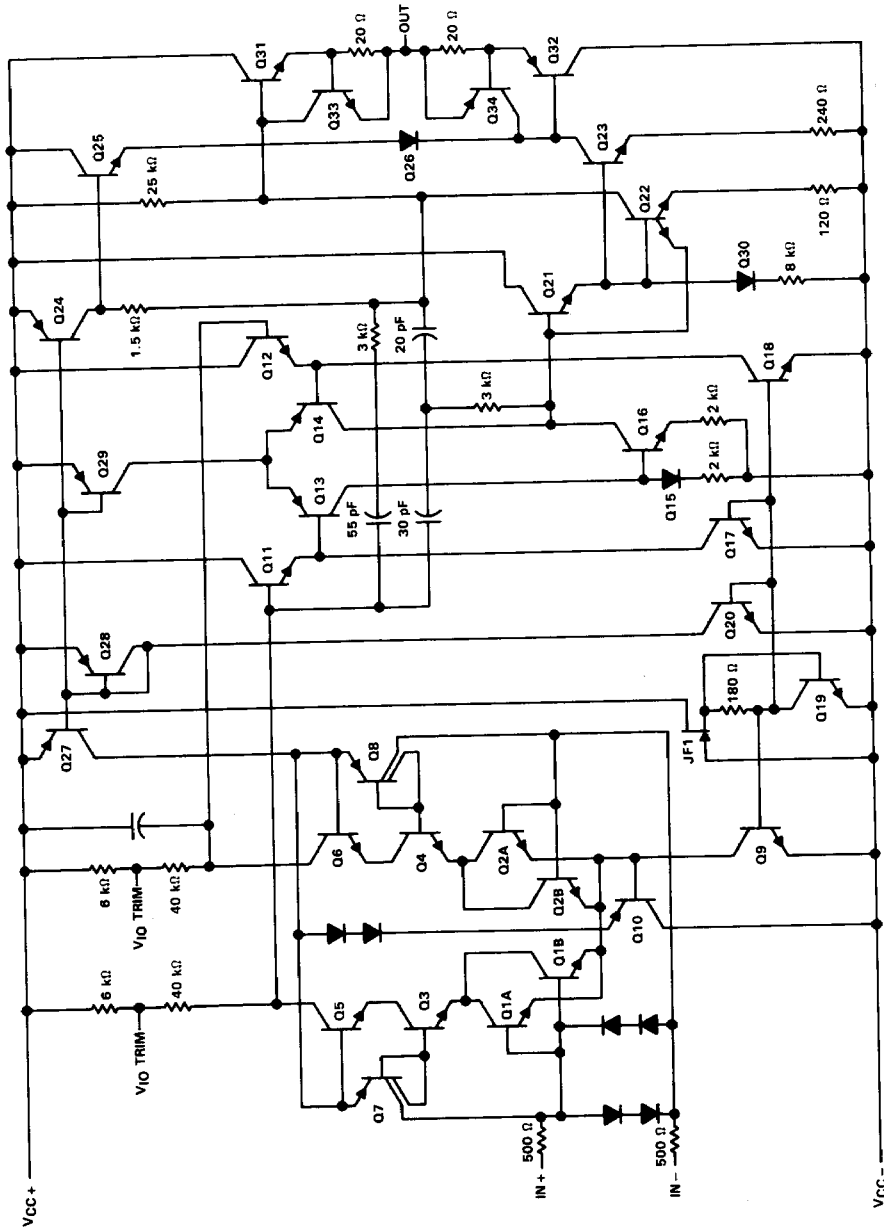 VCC+
6 kΩ
VIO TRIM
40 kΩ
6 kΩ
VIO TRIM
40 kΩ
Q27
Q28
Q29
Q24
1.5 kΩ
25 kΩ
Q25
Q31
Q33
20 Ω
OUT
20 Ω
Q34
Q32
Q26
Q5
Q7
Q3
Q1A
Q1B
Q6
Q8
Q4
Q2A
Q2B
Q10
Q9
Q11
Q13
Q14
Q12
55 pF
3 kΩ
30 pF
20 pF
3 kΩ
Q21
Q22
Q23
Q16
Q15
2 kΩ
2 kΩ
Q30
8 kΩ
120 Ω
240 Ω
Q20
Q17
Q18
JF1
180 Ω
Q19
500 Ω
IN+
500 Ω
IN−
VCC−